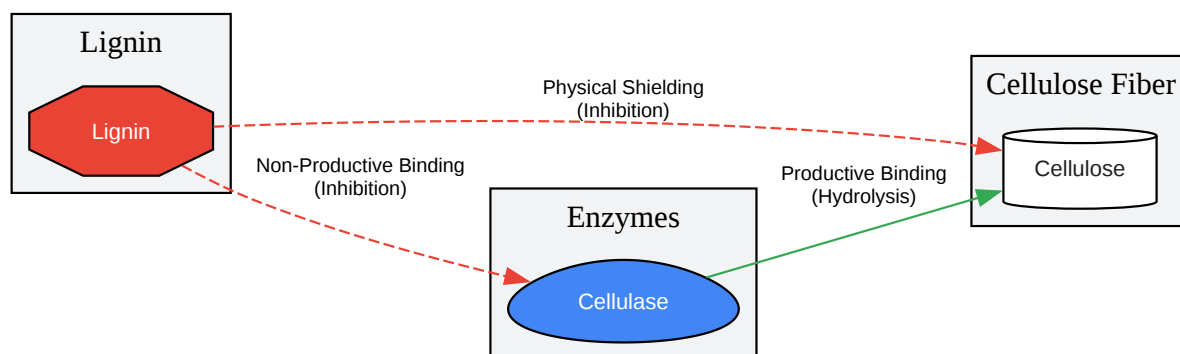 Lignin
Lignin
Physical Shielding
(Inhibition)
Non-Productive Binding
(Inhibition)
Enzymes
Cellulase
Productive Binding
(Hydrolysis)
Cellulose Fiber
Cellulose